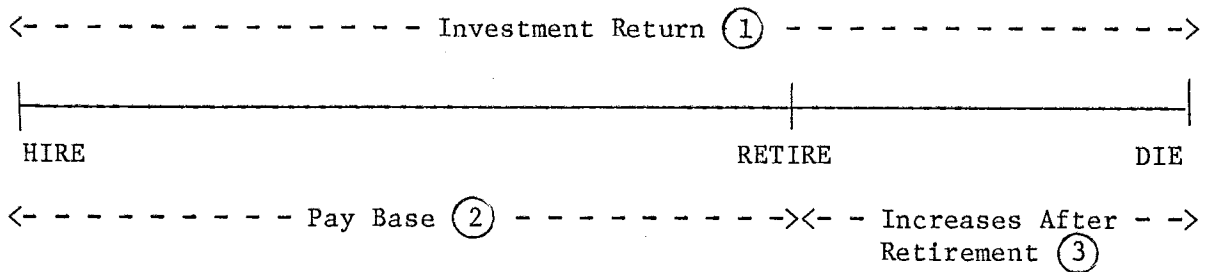 <- - - - - - - - - - - - - - Investment Return ① - - - - - - - - - - - - - ->
HIRE RETIRE DIE
<- - - - - - - - - - Pay Base ② - - - - - - - - - -><- - Increases After - ->
Retirement ③